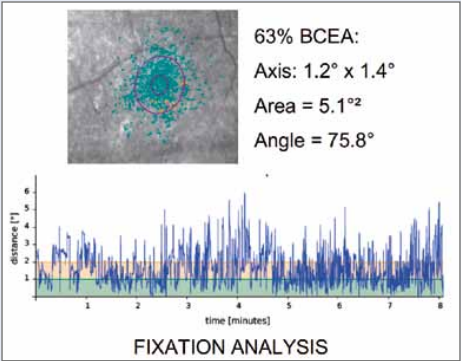 63% BCEA:
Axis: 1.2° x 1.4°
Area = 5.1°²
Angle = 75.8°
distance [°]
6
5
4
3
2
1
1 2 3 4 5 6 7 8
time [minutes]
FIXATION ANALYSIS